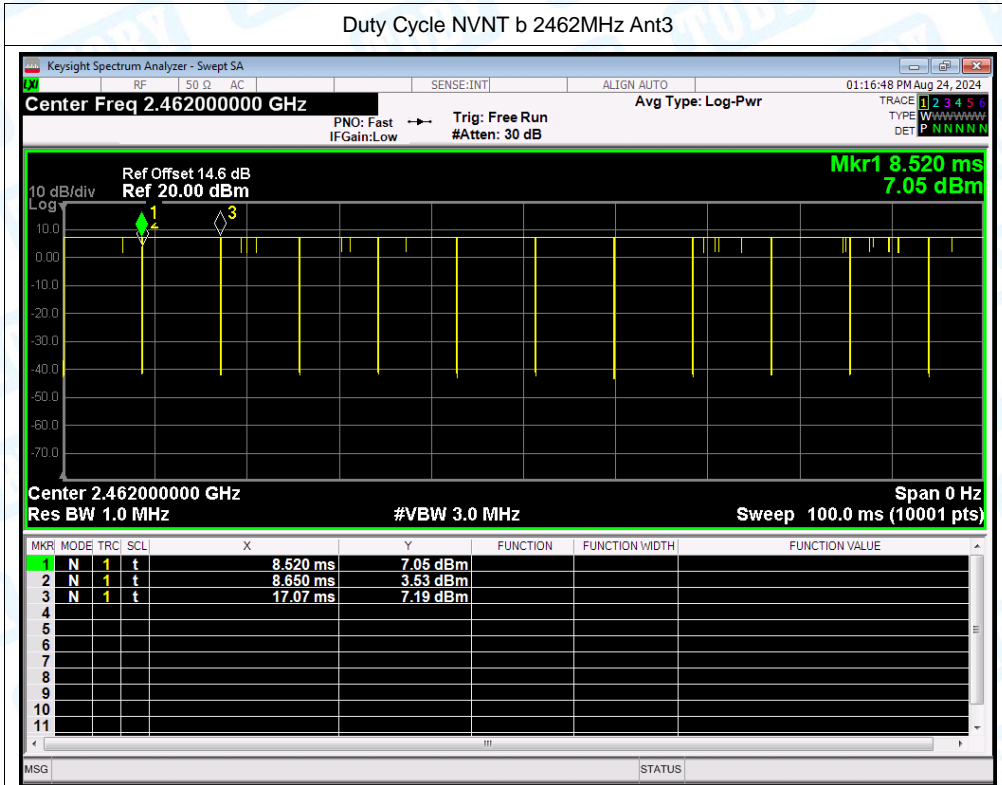 Duty Cycle NVNT b 2462MHz Ant3
Keysight Spectrum Analyzer - Swept SA
LXI RF 50 Ω AC SENSE:INT ALIGN AUTO 01:16:48 PM Aug 24, 2024
Center Freq 2.462000000 GHz Avg Type: Log-Pwr TRACE 1 2 3 4 5 6
PNO: Fast Trig: Free Run TYPE WWWWWW
IFGain:Low #Atten: 30 dB DET P N N N N N
Mkr1 8.520 ms
7.05 dBm
Ref Offset 14.6 dB
10 dB/div Ref 20.00 dBm
Log
1
2
3
10.0
0.00
-10.0
-20.0
-30.0
-40.0
-50.0
-60.0
-70.0
Center 2.462000000 GHz Span 0 Hz
Res BW 1.0 MHz #VBW 3.0 MHz Sweep 100.0 ms (10001 pts)
MKR MODE TRC SCL X Y FUNCTION FUNCTION WIDTH FUNCTION VALUE
1 N 1 t 8.520 ms 7.05 dBm
2 N 1 t 8.650 ms 3.53 dBm
3 N 1 t 17.07 ms 7.19 dBm
4
5
6
7
8
9
10
11
MSG STATUS